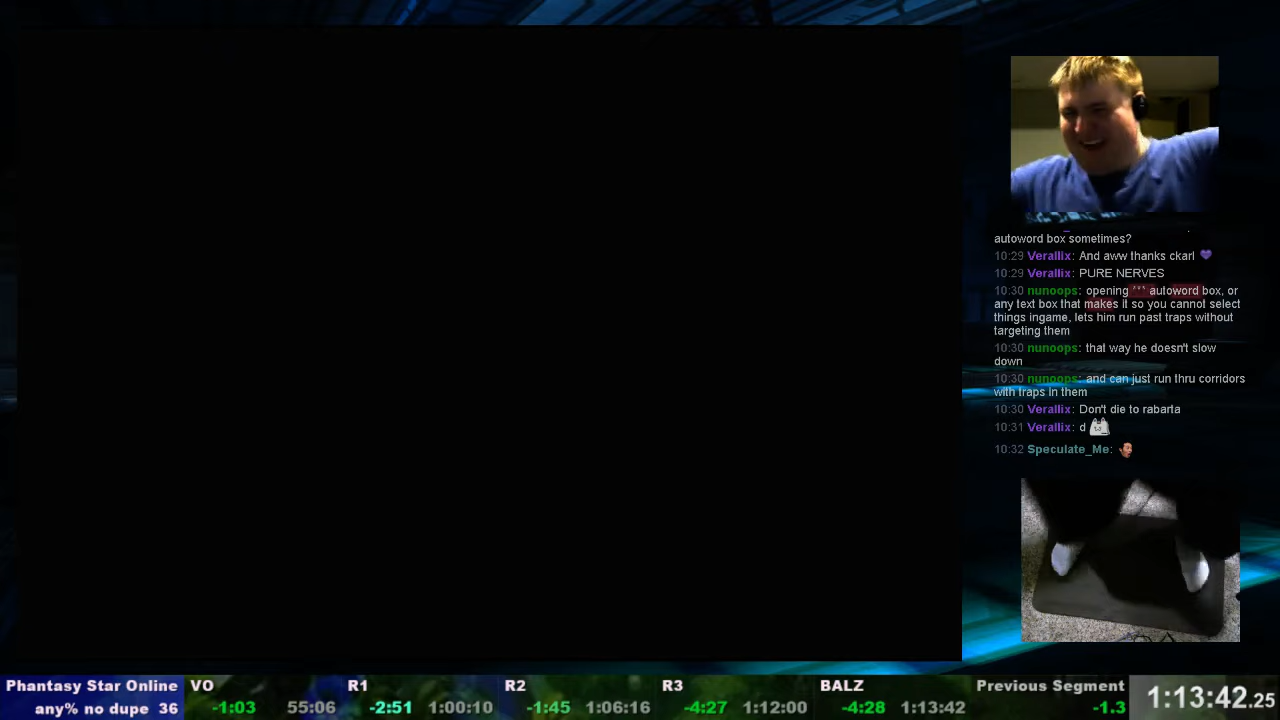 autoword box sometimes?
10:29 Verallix: And aww thanks ckarl
10:29 Verallix: PURE NERVES
10:30 nunoops: opening autoword box, or
any text box that makes it so you cannot select
things ingame, lets him run past traps without
targeting them
10:30 nunoops: that way he doesn't slow
down
10:30 nunoops: and can just run thru corridors
with traps in them
10:30 Verallix: Don't die to rabarta
10:31 Verallix: d
10:32 Speculate_Me:
Phantasy Star Online VO R1 R2 R3 BALZ Previous Segment
any% no dupe 36 -1:03 55:06 -2:51 1:00:10 -1:45 1:06:16 -4:27 1:12:00 -4:28 1:13:42 -1.3
1:13:42.25